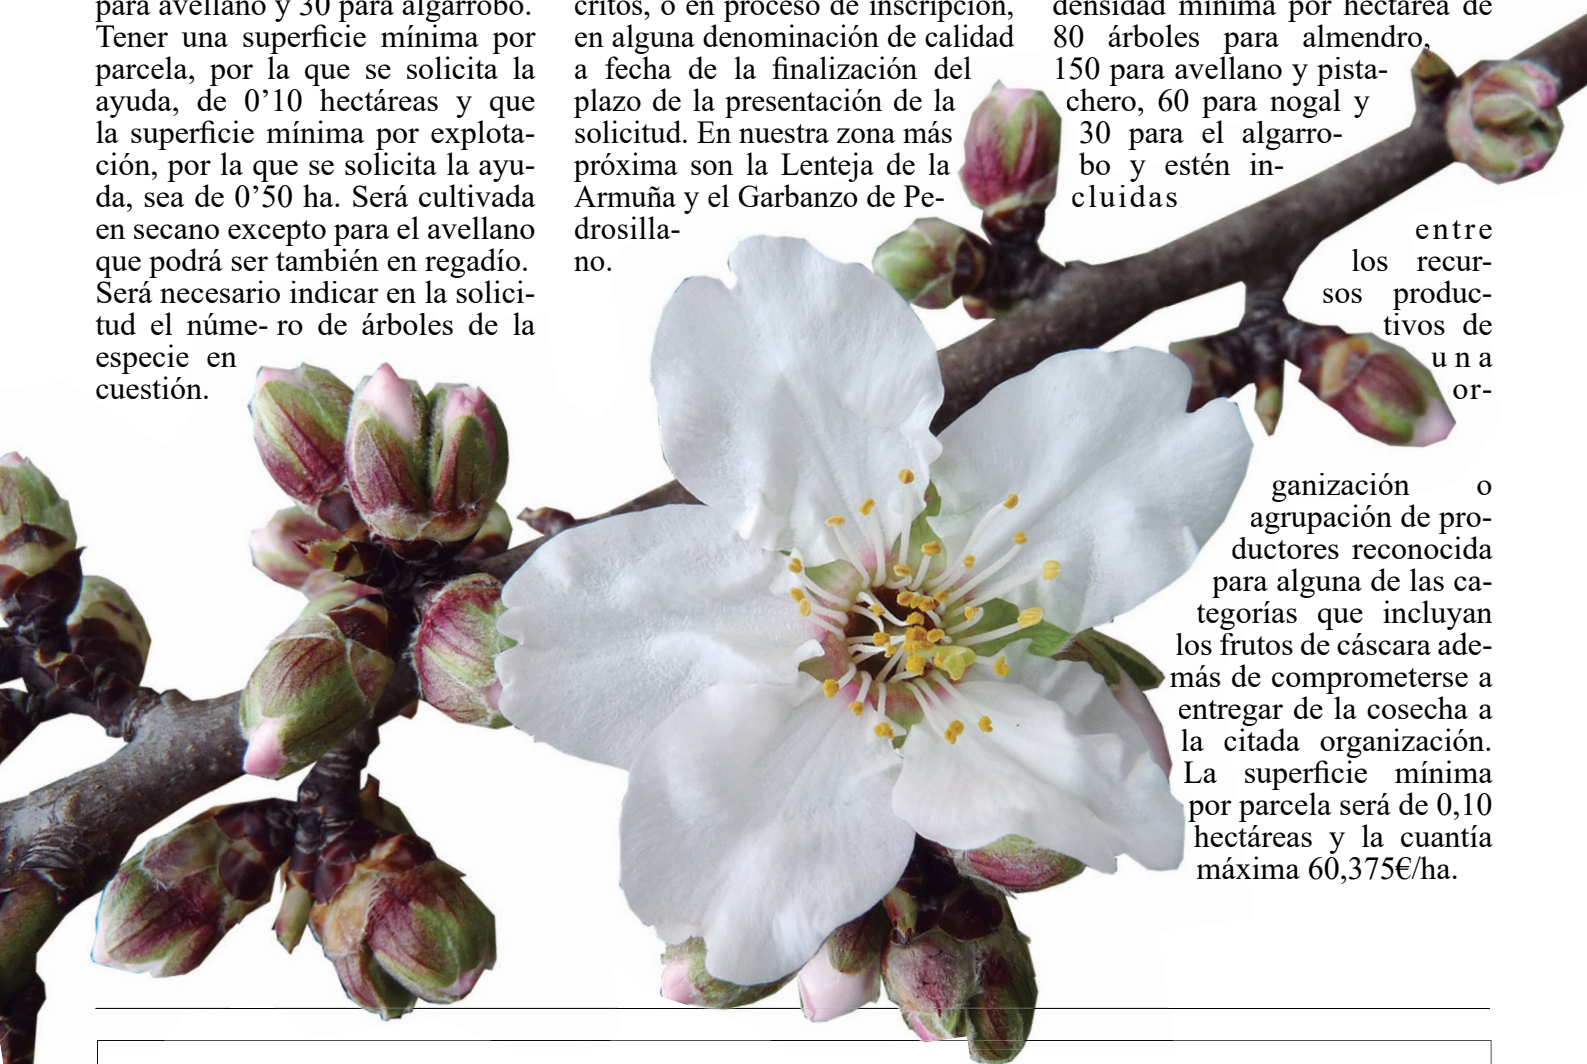 para avellano y 30 para algarrobo.
Tener una superficie mínima por
parcela, por la que se solicita la
ayuda, de 0’10 hectáreas y que
la superficie mínima por explota-
ción, por la que se solicita la ayu-
da, sea de 0’50 ha. Será cultivada
en secano excepto para el avellano
que podrá ser también en regadío.
Será necesario indicar en la solici-
tud el núme- ro de árboles de la
especie en
cuestión.
critos, o en proceso de inscripción,
en alguna denominación de calidad
a fecha de la finalización del
plazo de la presentación de la
solicitud. En nuestra zona más
próxima son la Lenteja de la
Armuña y el Garbanzo de Pe-
drosilla-
no.
densidad mínima por hectárea de
80 árboles para almendro,
150 para avellano y pista-
chero, 60 para nogal y
30 para el algarro-
bo y estén in-
cluidas
entre
los recur-
sos produc-
tivos de
una
or-
ganización o
agrupación de pro-
ductores reconocida
para alguna de las ca-
tegorías que incluyan
los frutos de cáscara ade-
más de comprometerse a
entregar de la cosecha a
la citada organización.
La superficie mínima
por parcela será de 0,10
hectáreas y la cuantía
máxima 60,375€/ha.